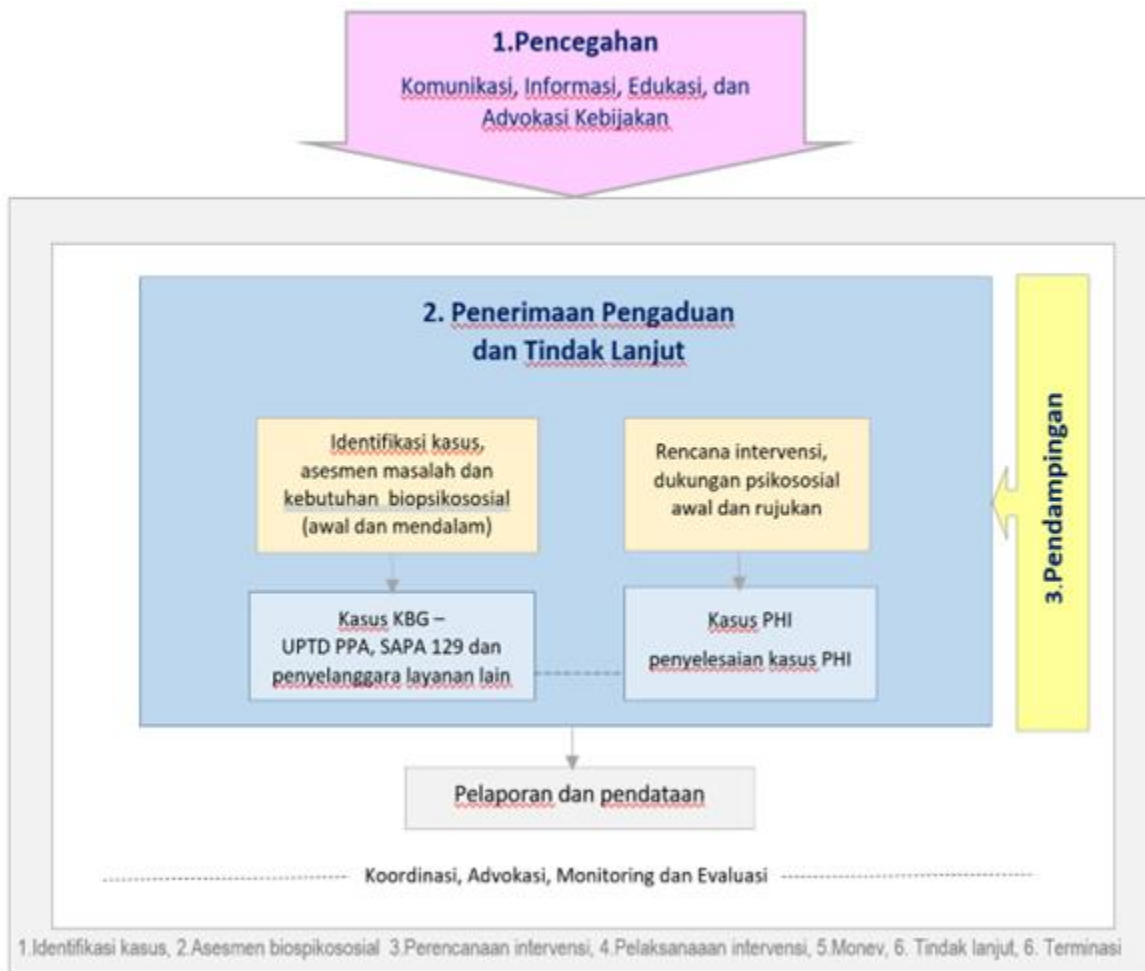 1.Pencegahan
Komunikasi, Informasi, Edukasi, dan
Advokasi Kebijakan
2. Penerimaan Pengaduan
dan Tindak Lanjut
Identifikasi kasus,
asesmen masalah dan
kebutuhan biopsikososial
(awal dan mendalam)
Rencana intervensi,
dukungan psikososial
awal dan rujukan
Kasus KBG –
UPTD PPA, SAPA 129 dan
penyelanggara layanan lain
Kasus PHI
penyelesaian kasus PHI
3.Pendampingan
Pelaporan dan pendataan
Koordinasi, Advokasi, Monitoring dan Evaluasi
1.Identifikasi kasus, 2.Asesmen biospikososial 3.Perencanaan intervensi, 4.Pelaksanaaan intervensi, 5.Monev, 6. Tindak lanjut, 6. Terminasi